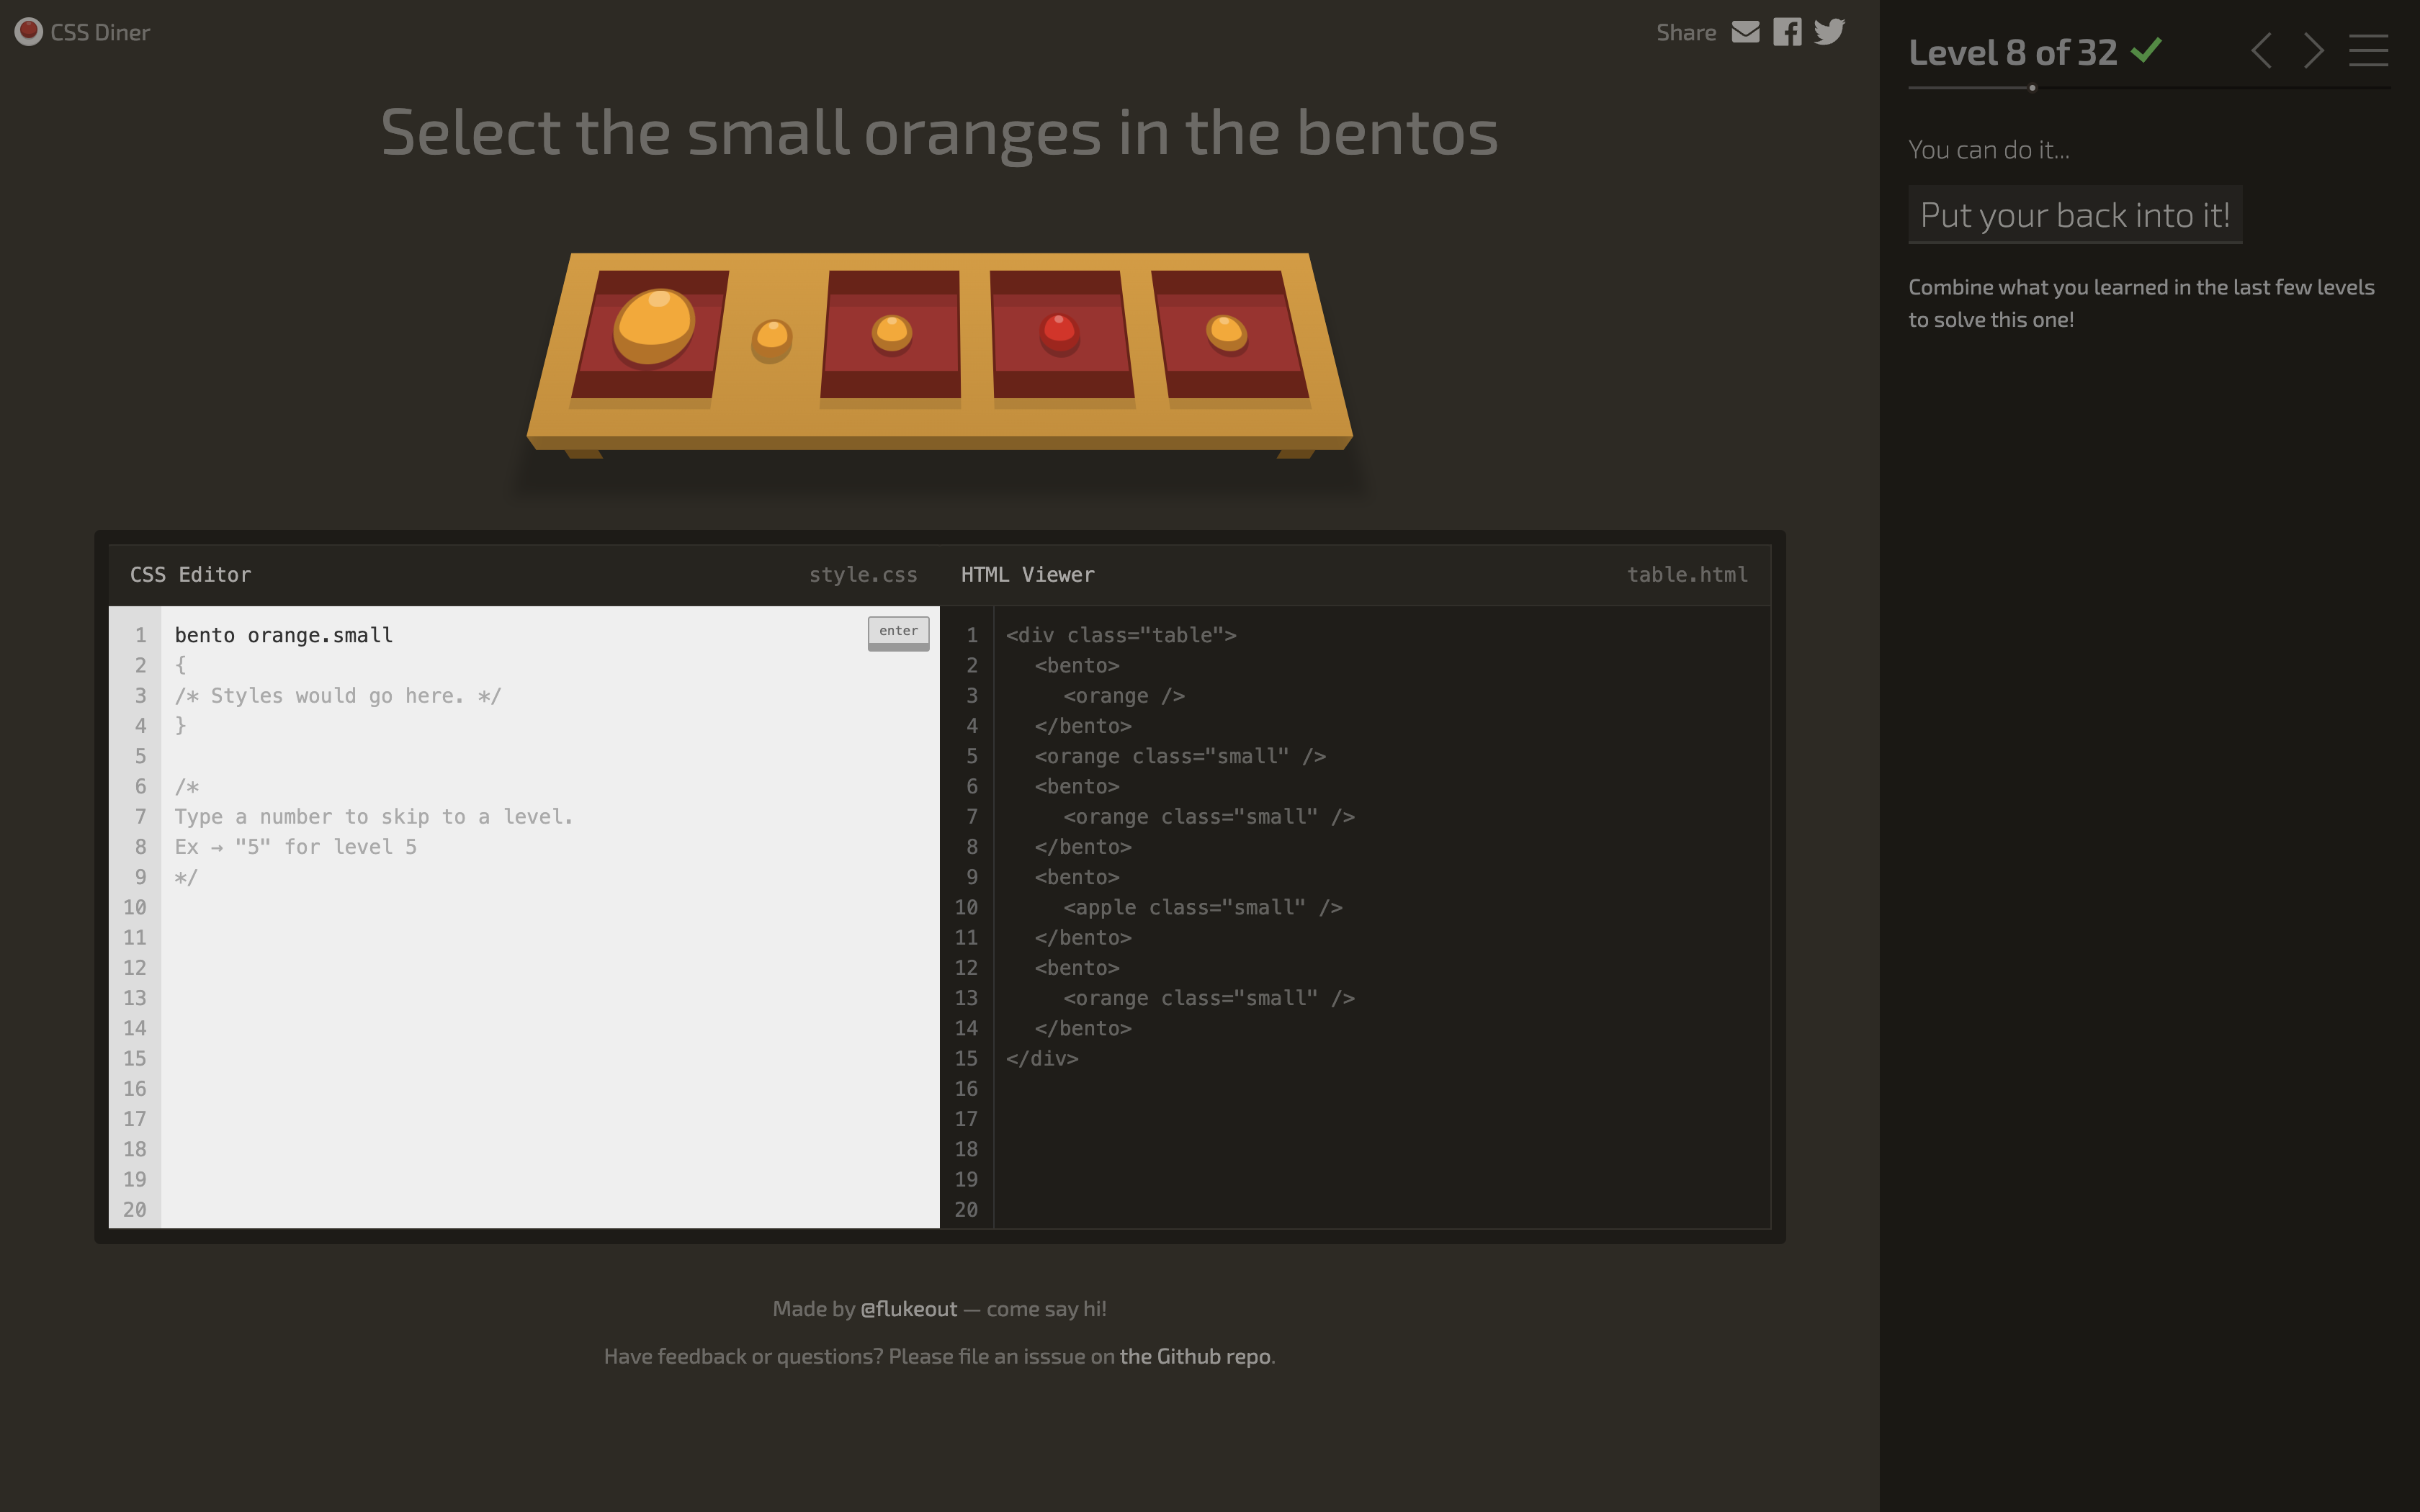 CSS Diner
Share
Select the small oranges in the bentos
CSS Editor style.css
1 bento orange.small
enter
2 {
3 /* Styles would go here. */
4 }
5
6 /*
7 Type a number to skip to a level.
8 Ex → "5" for level 5
9 */
10
11
12
13
14
15
16
17
18
19
20
HTML Viewer table.html
1 <div class="table">
2 <bento>
3 <orange />
4 </bento>
5 <orange class="small" />
6 <bento>
7 <orange class="small" />
8 </bento>
9 <bento>
10 <apple class="small" />
11 </bento>
12 <bento>
13 <orange class="small" />
14 </bento>
15 </div>
16
17
18
19
20
Made by @flukeout — come say hi!
Have feedback or questions? Please file an isssue on the Github repo.
Level 8 of 32
You can do it...
Put your back into it!
Combine what you learned in the last few levels
to solve this one!